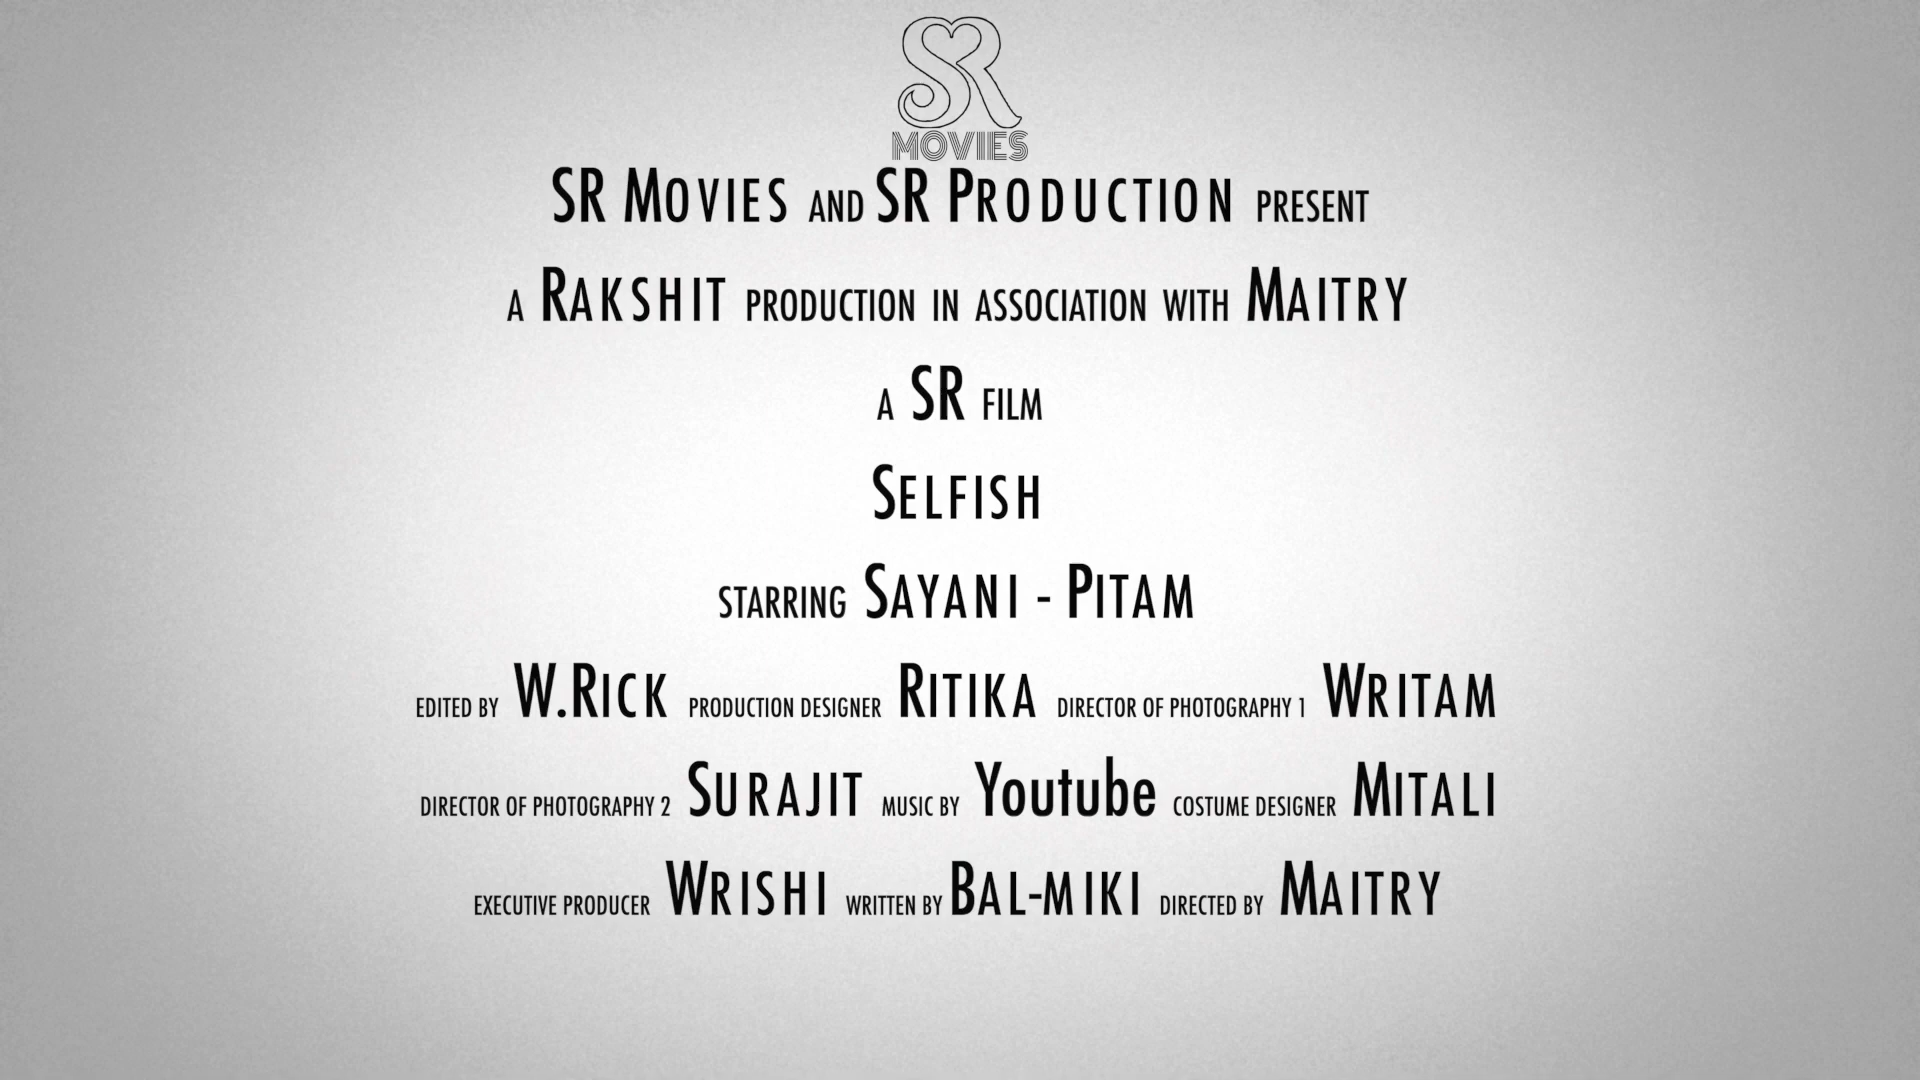 SR
MOVIES
SR MOVIES AND SR PRODUCTION PRESENT
A RAKSHIT PRODUCTION IN ASSOCIATION WITH MAITRY
A SR FILM
SELFISH
STARRING SAYANI - PITAM
EDITED BY W.RICK PRODUCTION DESIGNER RITIKA DIRECTOR OF PHOTOGRAPHY 1 WRITAM
DIRECTOR OF PHOTOGRAPHY 2 SURAJIT MUSIC BY Youtube COSTUME DESIGNER MITALI
EXECUTIVE PRODUCER WRISHI WRITTEN BY BAL-MIKI DIRECTED BY MAITRY